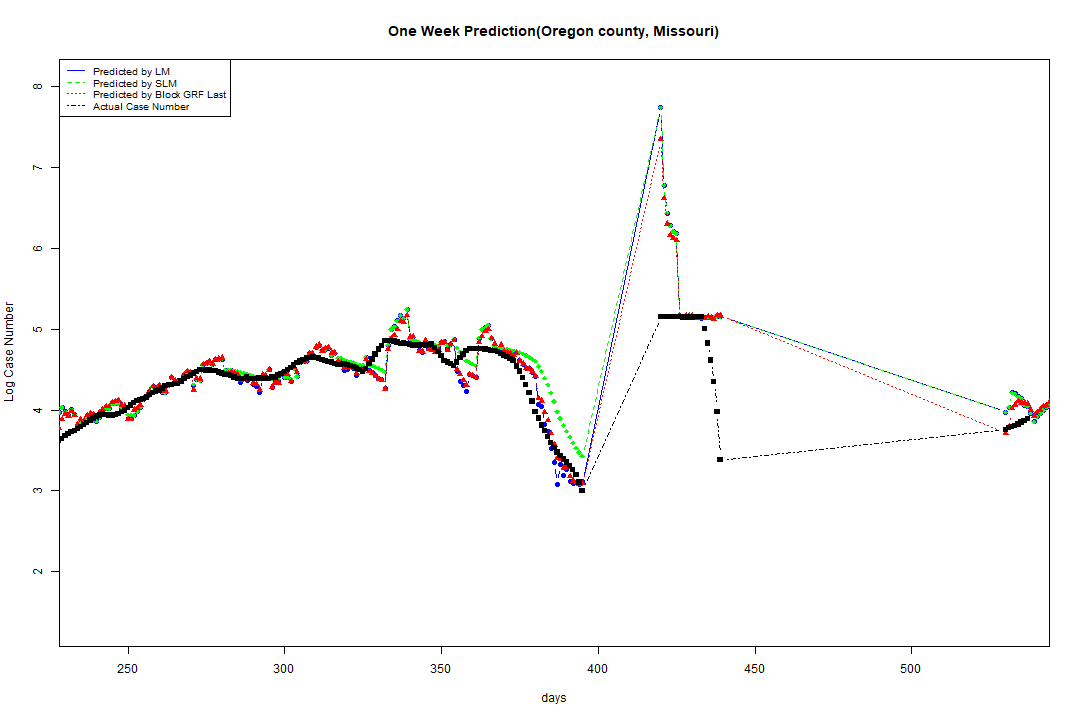 One Week Prediction(Oregon county, Missouri)
Predicted by LM
Predicted by SLM
Predicted by Block GRF Last
Actual Case Number
Log Case Number
8
7
6
5
4
3
2
250 300 350 400 450 500
days